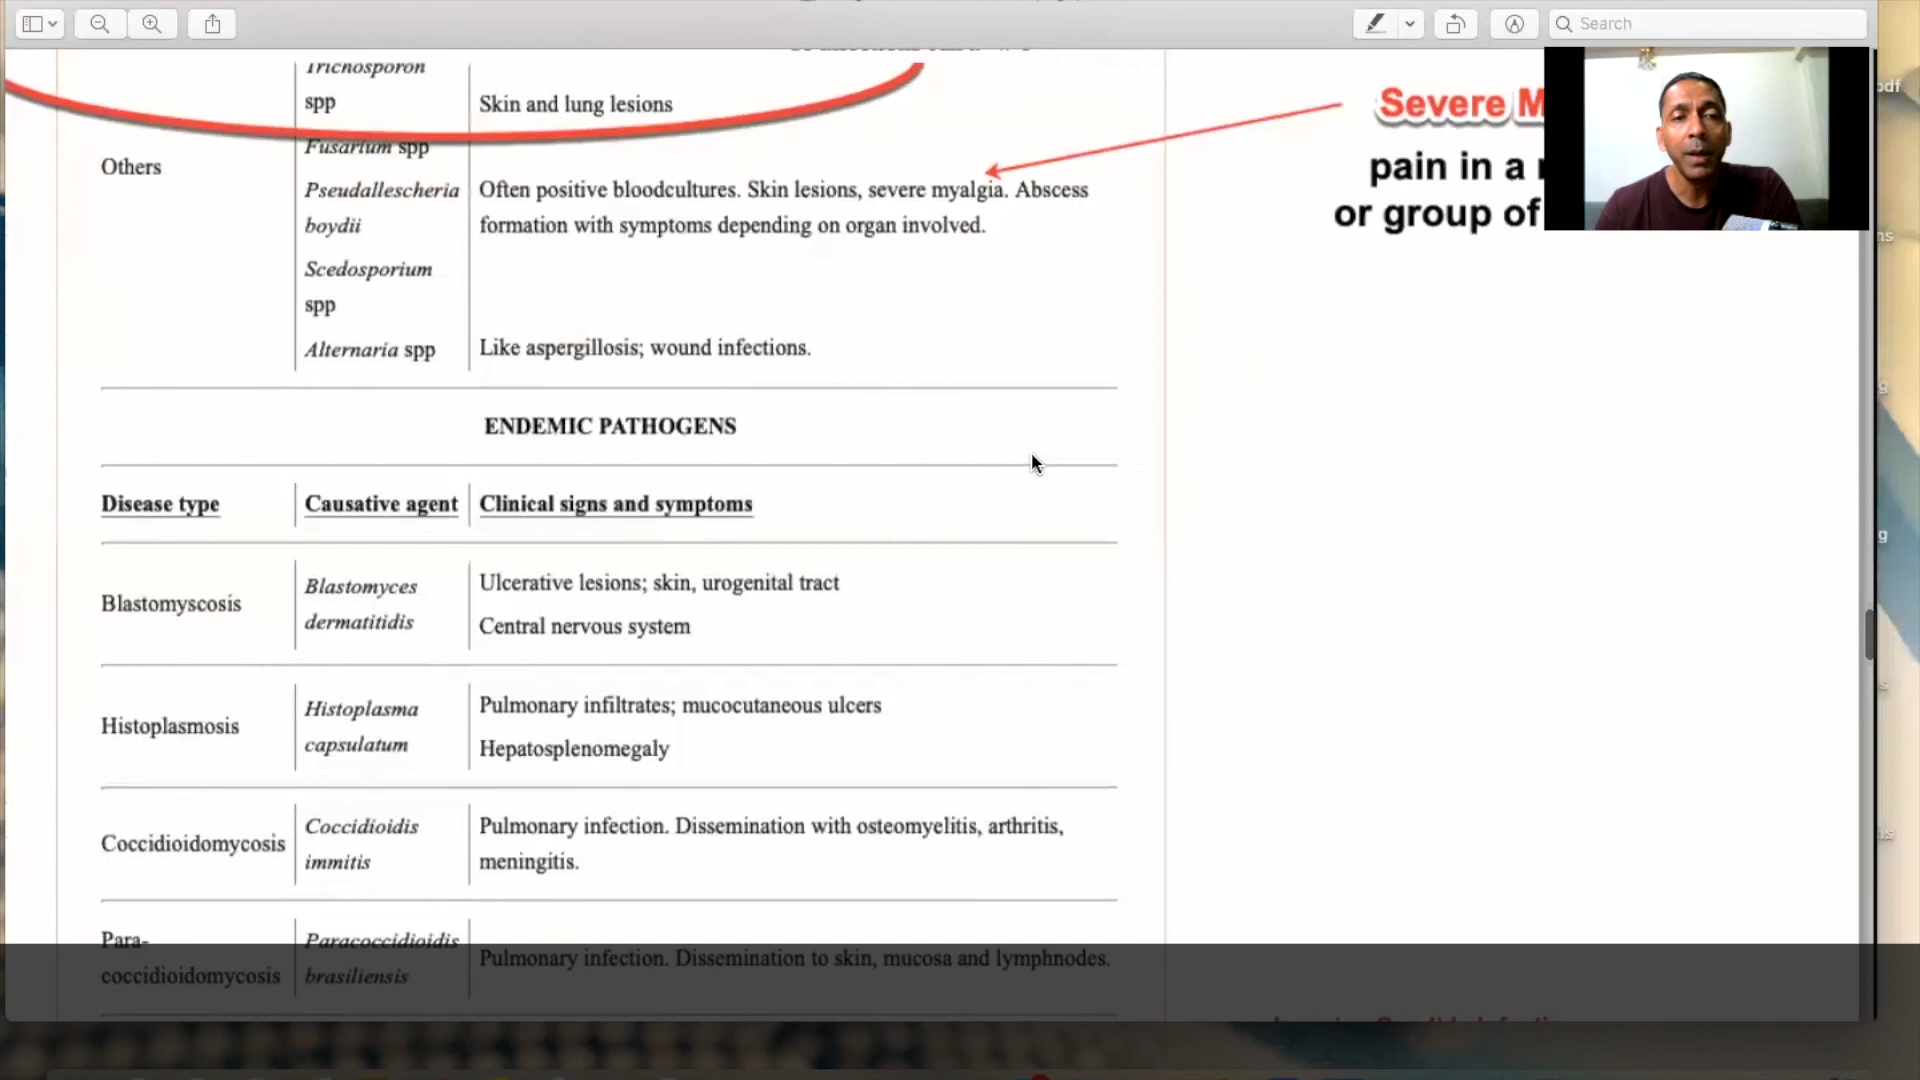 Search
Trichosporon
spp
Skin and lung lesions
Others
Fusarium spp
Pseudallescheria
boydii
Often positive bloodcultures. Skin lesions, severe myalgia. Abscess
formation with symptoms depending on organ involved.
Scedosporium
spp
Alternaria spp
Like aspergillosis; wound infections.
Severe M
pain in a
or group of
ENDEMIC PATHOGENS
Disease type
Causative agent
Clinical signs and symptoms
Blastomyscosis
Blastomyces
dermatitidis
Ulcerative lesions; skin, urogenital tract
Central nervous system
Histoplasmosis
Histoplasma
capsulatum
Pulmonary infiltrates; mucocutaneous ulcers
Hepatosplenomegaly
Coccidioidomycosis
Coccidioidis
immitis
Pulmonary infection. Dissemination with osteomyelitis, arthritis,
meningitis.
Para-
coccidioidomycosis
Paracoccidioidis
brasiliensis
Pulmonary infection. Dissemination to skin, mucosa and lymphnodes.